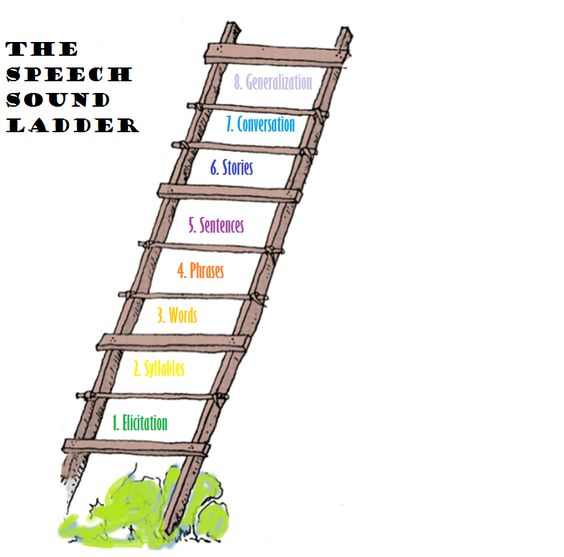 THE
SPEECH
SOUND
LADDER
8. Generalization
7. Conversation
6. Stories
5. Sentences
4. Phrases
3. Words
2. Syllables
1. Elicitation